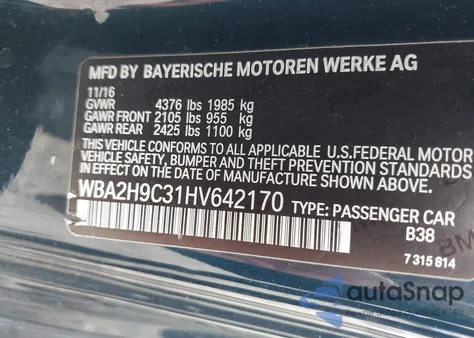 MFD BY BAYERISCHE MOTOREN WERKE AG
11/16
GVWR 4376 lbs 1985 kg
GAWR FRONT 2105 lbs 955 kg
GAWR REAR 2425 lbs 1100 kg
THIS VEHICLE CONFORMS TO ALL APPLICABLE U.S.FEDERAL MOTOR
VEHICLE SAFETY, BUMPER AND THEFT PREVENTION STANDARDS
IN EFFECT ON THE DATE OF MANUFACTURE SHOWN ABOVE.
WBA2H9C31HV642170 TYPE: PASSENGER CAR
B38
7 315 814
autoSnap